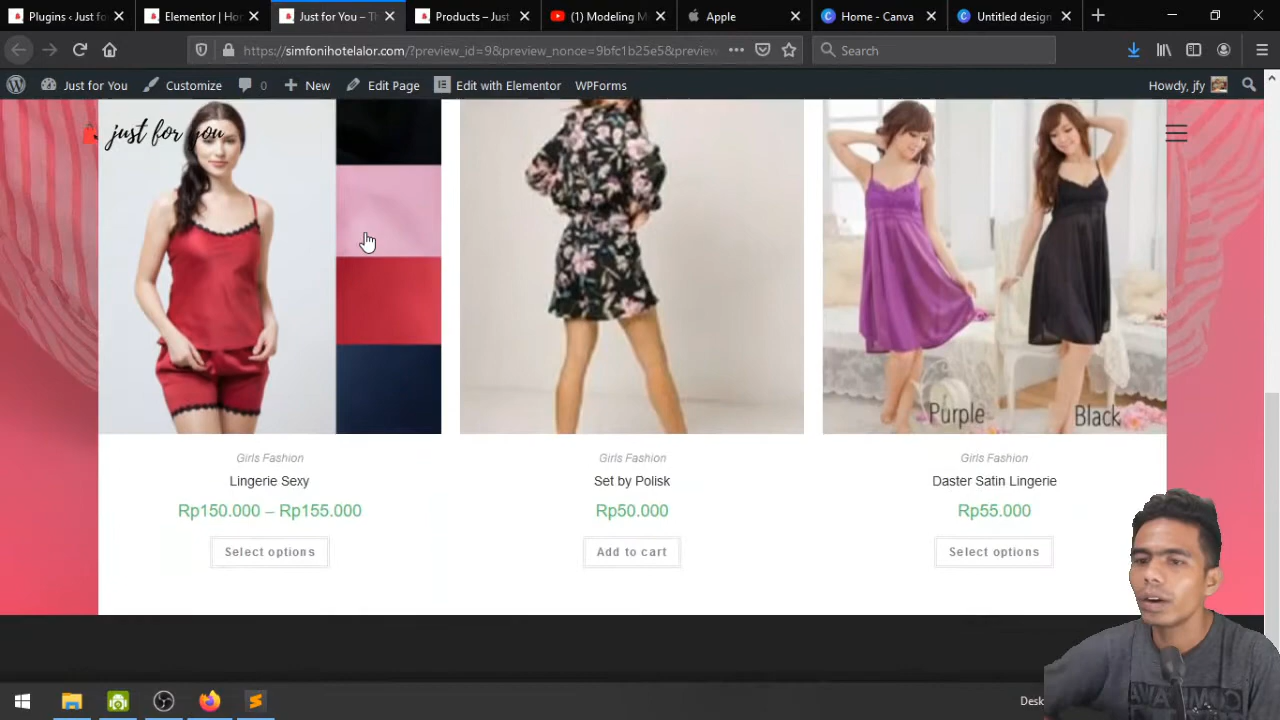 Plugins ‹ Just fo
Elementor | Ho
Just for You – Th
Products – Just
(1) Modeling M
Apple
Home - Canva
Untitled design
https://simfonihotelalor.com/?preview_id=9&preview_nonce=9bfc1b25e5&preview
Search
Just for You
Customize
0
New
Edit Page
Edit with Elementor
WPForms
Howdy, jfy
just for you
Purple
Black
Girls Fashion
Girls Fashion
Girls Fashion
Lingerie Sexy
Set by Polisk
Daster Satin Lingerie
Rp150.000 – Rp155.000
Rp50.000
Rp55.000
Select options
Add to cart
Select options
Desk